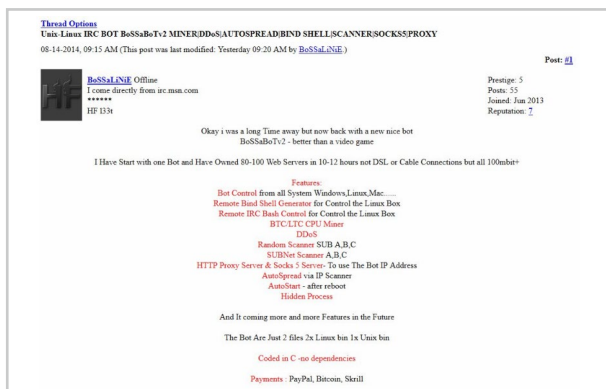 Thread Options
Unix-Linux IRC BOT BoSSaBoTv2 MINER|DDoS|AUTOSPREAD|BIND SHELL|SCANNER|SOCKS5|PROXY
08-14-2014, 09:15 AM (This post was last modified: Yesterday 09:20 AM by BoSSaLiNiE.)
Post: #1
HF
BoSSaLiNiE Offline
I come directly from irc.msn.com
******
HF l33t
Prestige: 5
Posts: 55
Joined: Jun 2013
Reputation: 7
Okay i was a long Time away but now back with a new nice bot
BoSSaBoTv2 - better than a video game
I Have Start with one Bot and Have Owned 80-100 Web Servers in 10-12 hours not DSL or Cable Connections but all 100mbit+
Features:
Bot Control from all System Windows,Linux,Mac......
Remote Bind Shell Generator for Control the Linux Box
Remote IRC Bash Control for Control the Linux Box
BTC/LTC CPU Miner
DDoS
Random Scanner SUB A,B,C
SUBNet Scanner A,B,C
HTTP Proxy Server & Socks 5 Server- To use The Bot IP Address
AutoSpread via IP Scanner
AutoStart - after reboot
Hidden Process
And It coming more and more Features in the Future
The Bot Are Just 2 files 2x Linux bin 1x Unix bin
Coded in C -no dependencies
Payments : PayPal, Bitcoin, Skrill